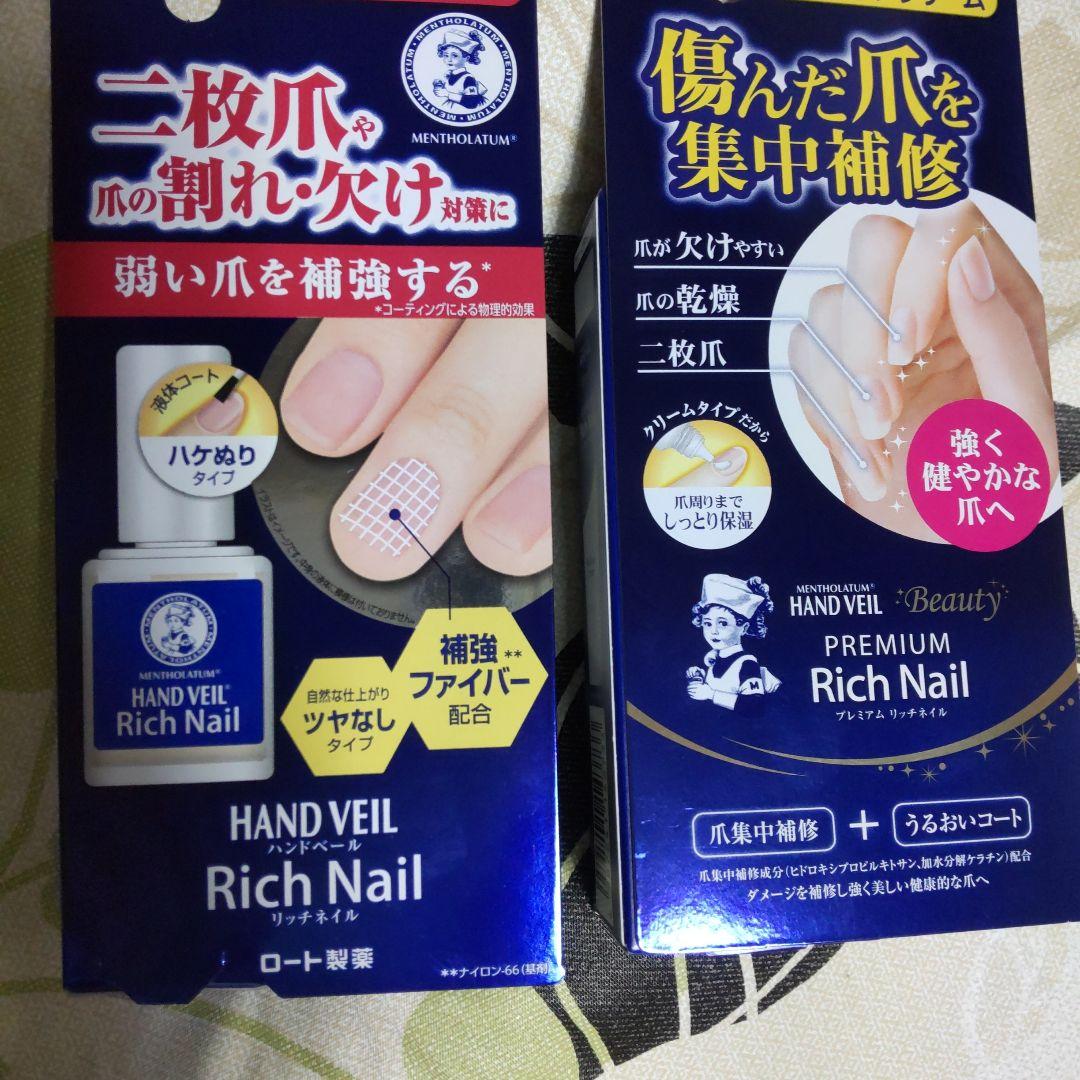 MENTHOLATUM・MENTHOLATUM・MENTHOLATUM・
MENTHOLATUM®
二枚爪や
爪の割れ・欠け対策に
弱い爪を補強する*
*コーティングによる物理的効果
液体コート
ハケぬり
タイプ
MENTHOLATUM®
HAND VEIL®
Rich Nail
自然な仕上がり
ツヤなし
タイプ
補強**
ファイバー
配合
HAND VEIL
ハンドベール
Rich Nail
リッチネイル
ロート製薬
**ナイロン-66(基剤)
傷んだ爪を
集中補修
爪が欠けやすい
爪の乾燥
二枚爪
クリームタイプだから
爪周りまで
しっとり保湿
強く
健やかな
爪へ
MENTHOLATUM®
HAND VEIL Beauty
PREMIUM
Rich Nail
プレミアム リッチネイル
爪集中補修 + うるおいコート
爪集中補修成分(ヒドロキシプロピルキトサン、加水分解ケラチン)配合
ダメージを補修し強く美しい健康的な爪へ